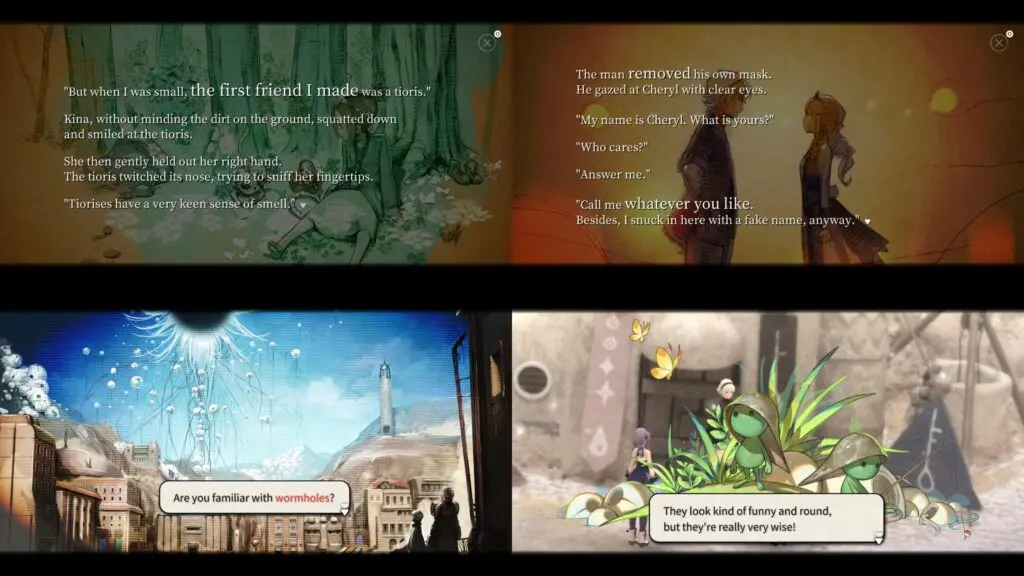 "But when I was small, the first friend I made was a tioris."
Kina, without minding the dirt on the ground, squatted down
and smiled at the tioris.
She then gently held out her right hand.
The tioris twitched its nose, trying to sniff her fingertips.
"Tiorises have a very keen sense of smell."
The man removed his own mask.
He gazed at Cheryl with clear eyes.
"My name is Cheryl. What is yours?"
"Who cares?"
"Answer me."
"Call me whatever you like.
Besides, I snuck in here with a fake name, anyway."
Are you familiar with wormholes?
They look kind of funny and round,
but they're really very wise!